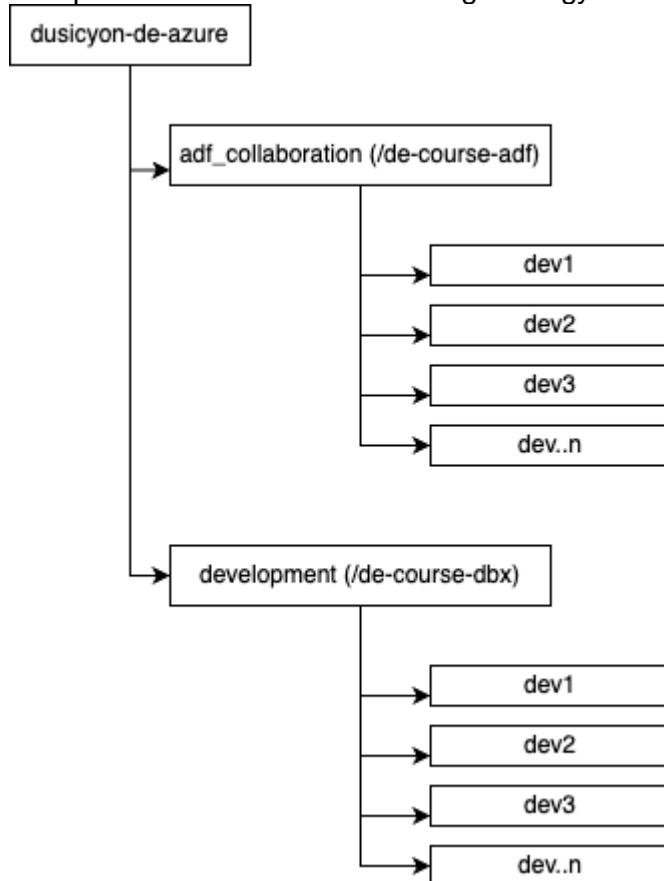 dusicyon-de-azure
adf_collaboration (/de-course-adf)
dev1
dev2
dev3
dev..n
development (/de-course-dbx)
dev1
dev2
dev3
dev..n